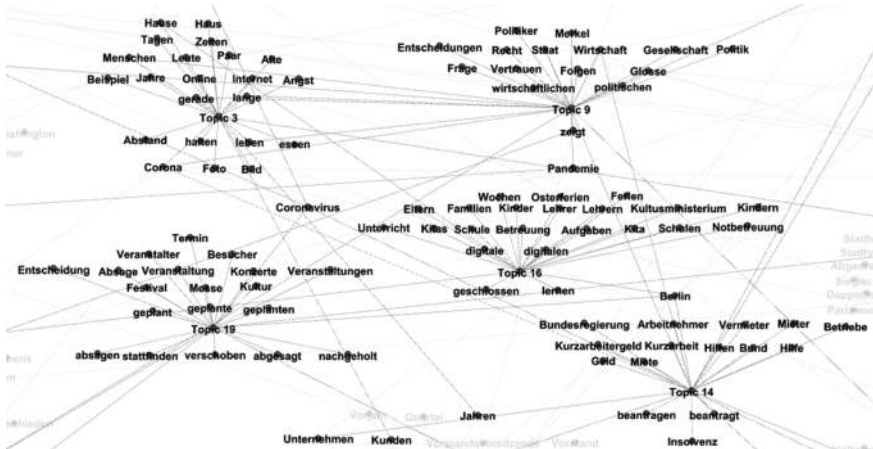 Hause Haus
Tagen Zeiten
Menschen Leute Paar Alte
Beispiel Jahre Online Internet Angst
gerade lange
Topic 3
Abstand halten leben essen
Corona Foto Bild
Politiker Merkel
Entscheidungen Recht Staat Wirtschaft Gesellschaft Politik
Frage Vertrauen Folgen Glosse
wirtschaftlichen politischen
Topic 9
zeigt
Pandemie
Coronavirus
Wochen Osterferien Ferien
Eltern Familien Kinder Lehrer Lehrern Kultusministerium Kindern
Unterricht Kitas Schule Betreuung Aufgaben Kita Schulen Notbetreuung
digitale digitalen
Topic 16
geschlossen lernen
Termin
Veranstalter Besucher
Entscheidung Absage Veranstaltung Konzerte Veranstaltungen
Festival Messe Kultur
geplant geplante geplanten
Topic 19
absagen stattfinden verschoben abgesagt nachgeholt
Berlin
Bundesregierung Arbeitnehmer Vermieter Mieter Betriebe
Kurzarbeitergeld Kurzarbeit Hilfen Bund Hilfe
Geld Miete
Topic 14
beantragen beantragt
Jahren
Unternehmen Kunden Insolvenz
Vorjahr Quartal
Vorstandsvorsitzende Vorstand